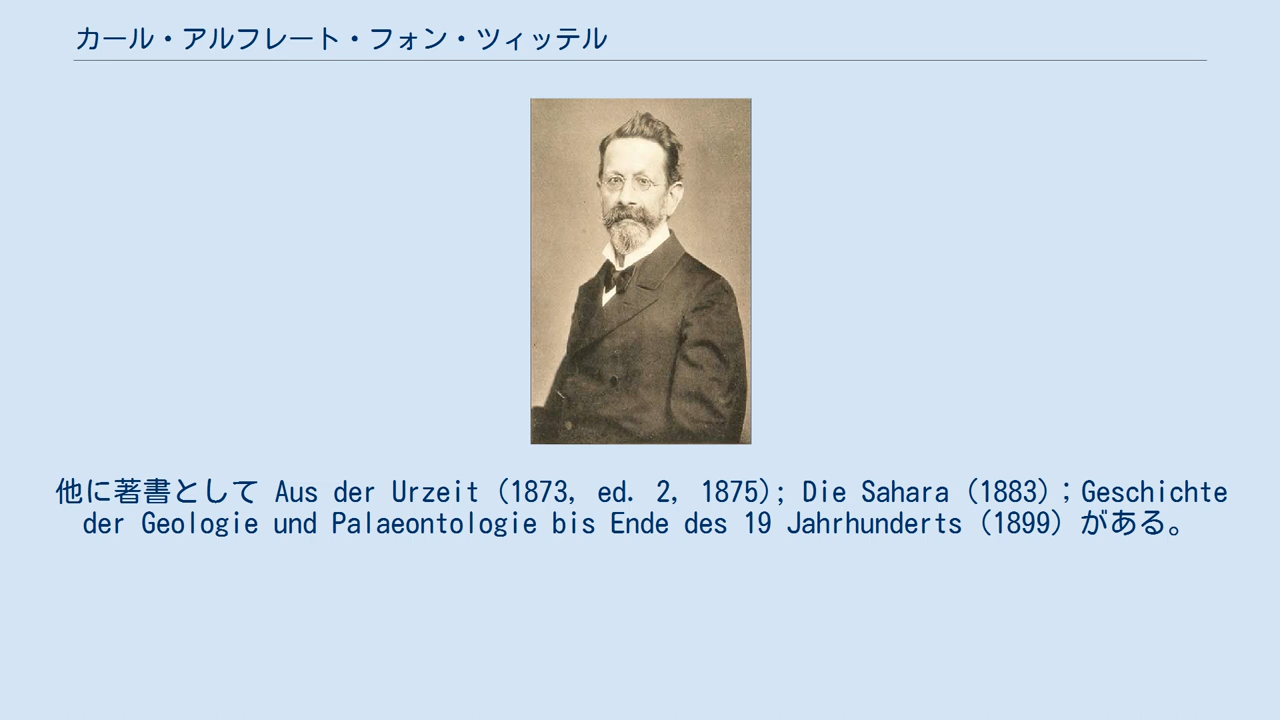 カール・アルフレート・フォン・ツィッテル
他に著書として Aus der Urzeit (1873, ed. 2, 1875); Die Sahara (1883) ; Geschichte
der Geologie und Palaeontologie bis Ende des 19 Jahrhunderts (1899) がある。